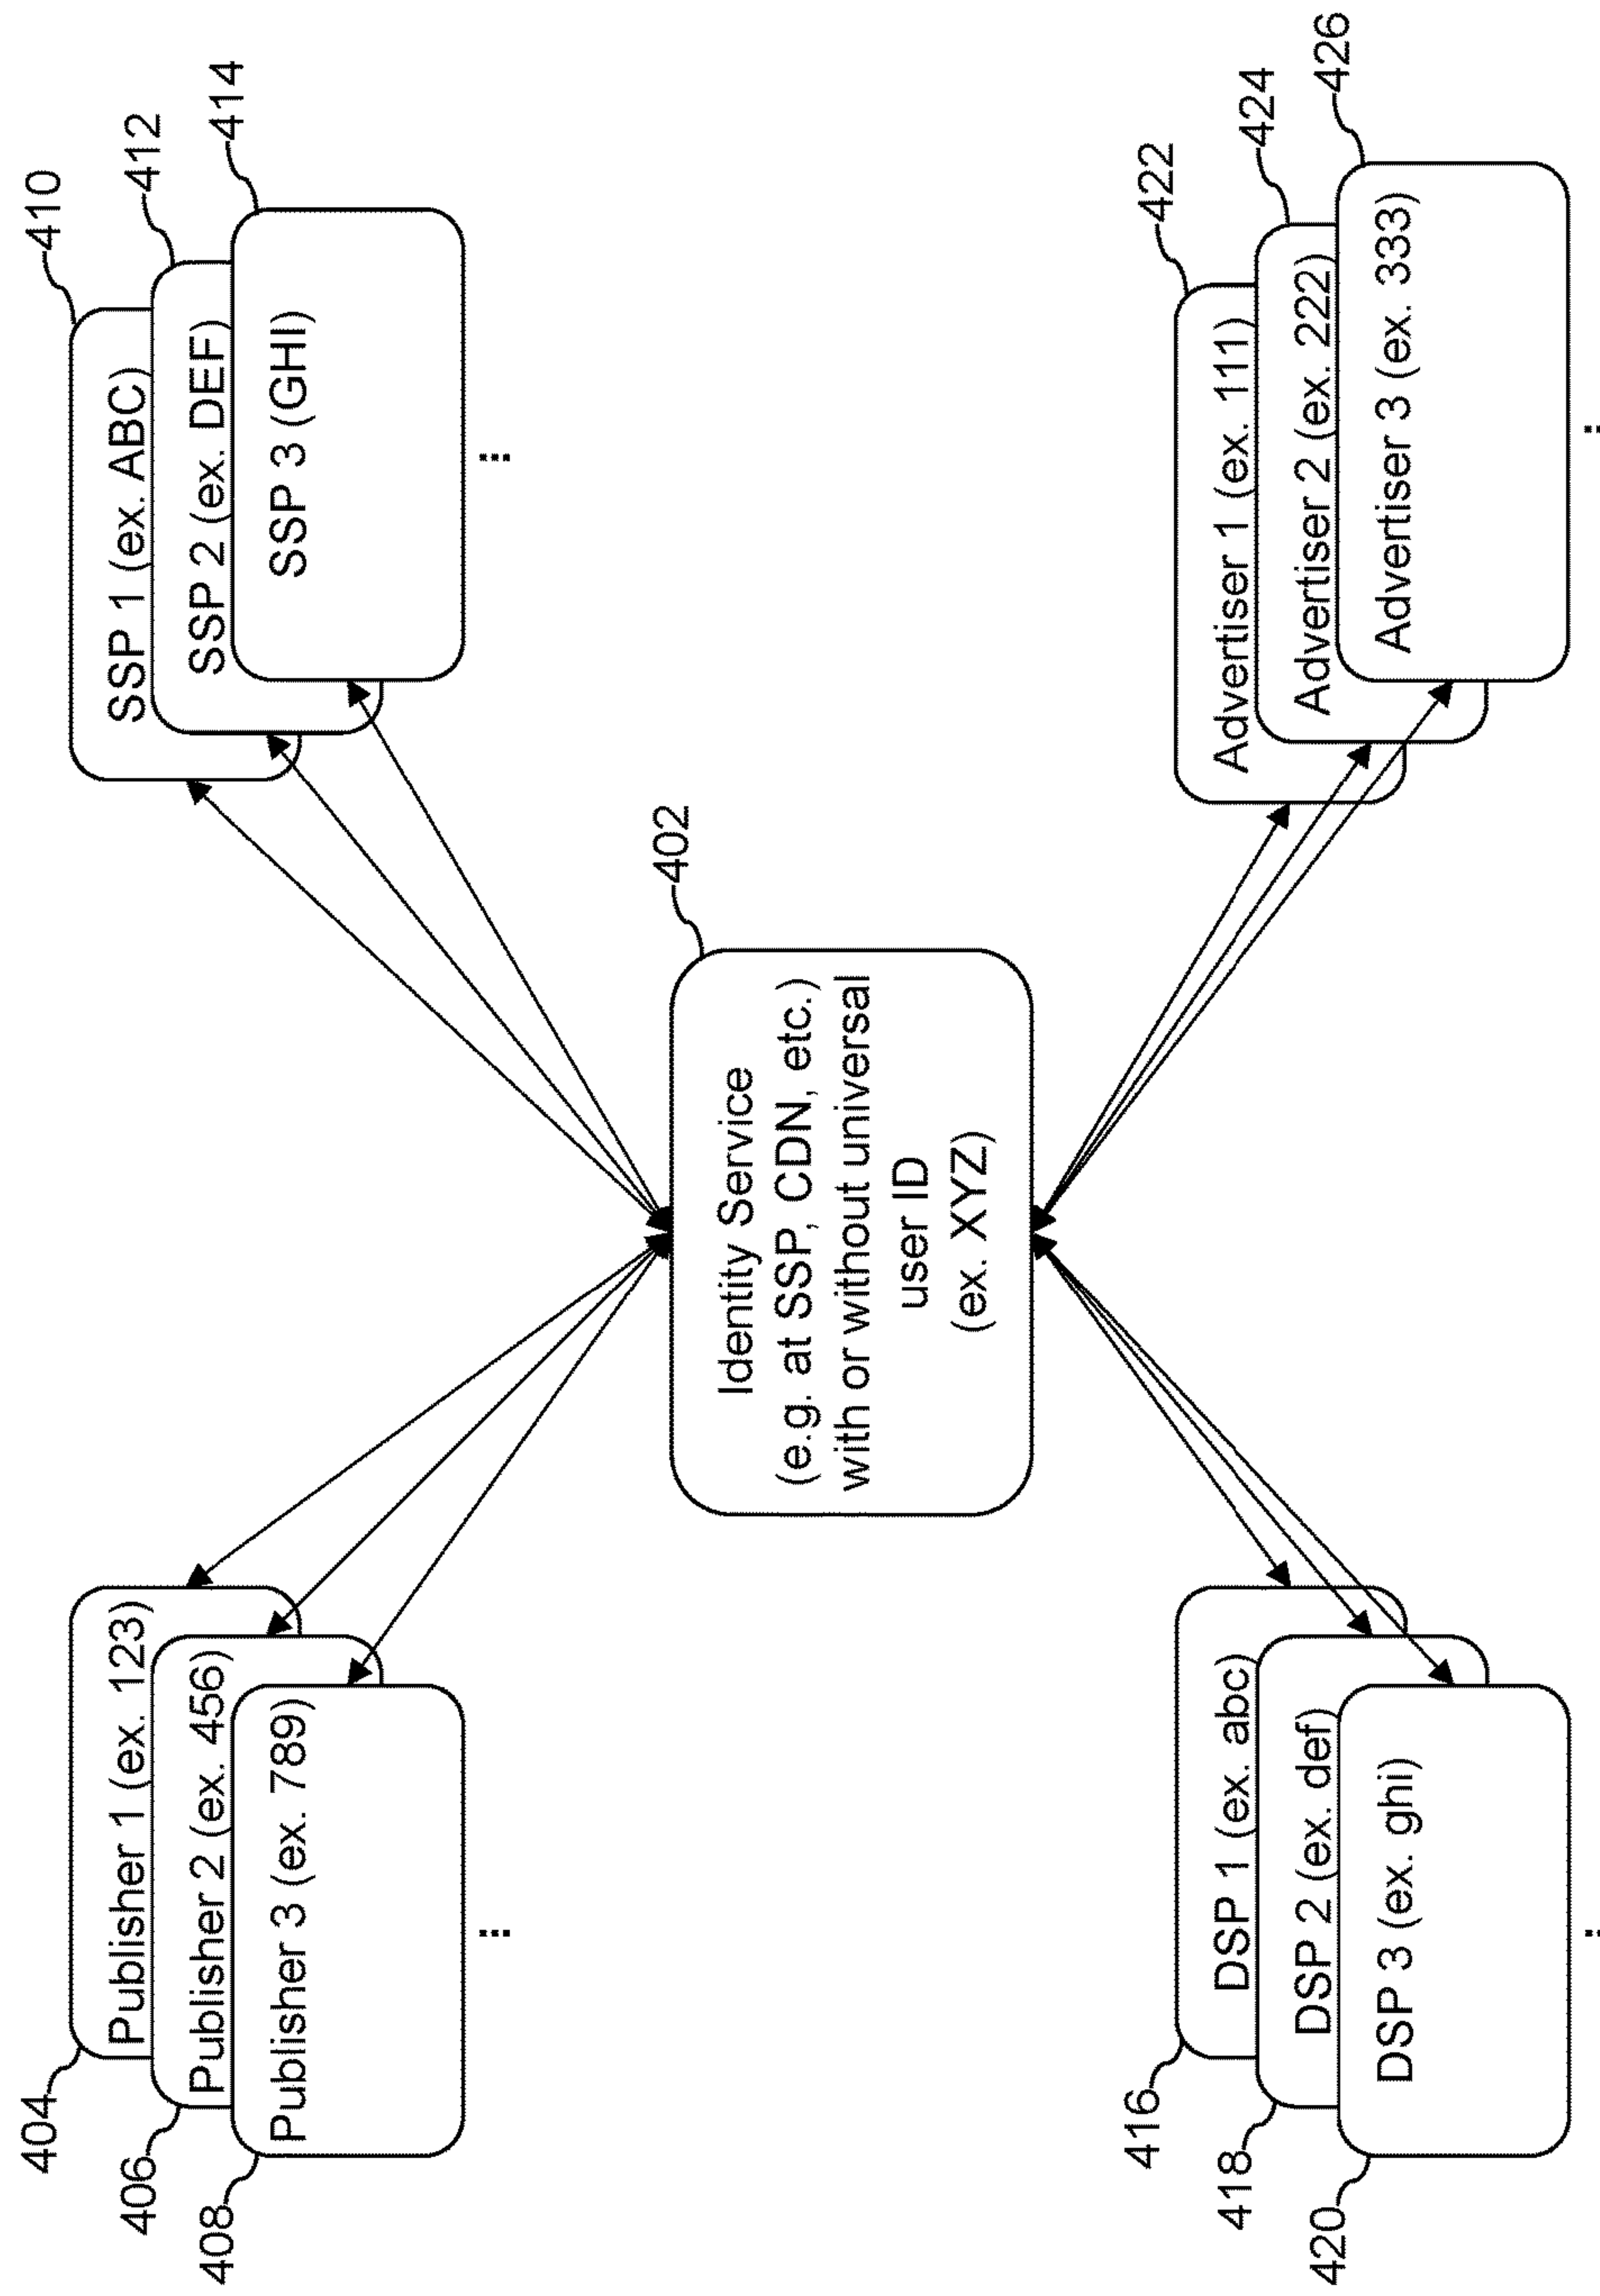 404
Publisher 1 (ex. 123)
406
Publisher 2 (ex. 456)
408
Publisher 3 (ex. 789)
...
410
SSP 1 (ex. ABC)
412
SSP 2 (ex. DEF)
414
SSP 3 (GHI)
...
402
Identity Service
(e.g. at SSP, CDN, etc.)
with or without universal
user ID
(ex. XYZ)
416
DSP 1 (ex. abc)
418
DSP 2 (ex. def)
420
DSP 3 (ex. ghi)
...
422
Advertiser 1 (ex. 111)
424
Advertiser 2 (ex. 222)
426
Advertiser 3 (ex. 333)
...